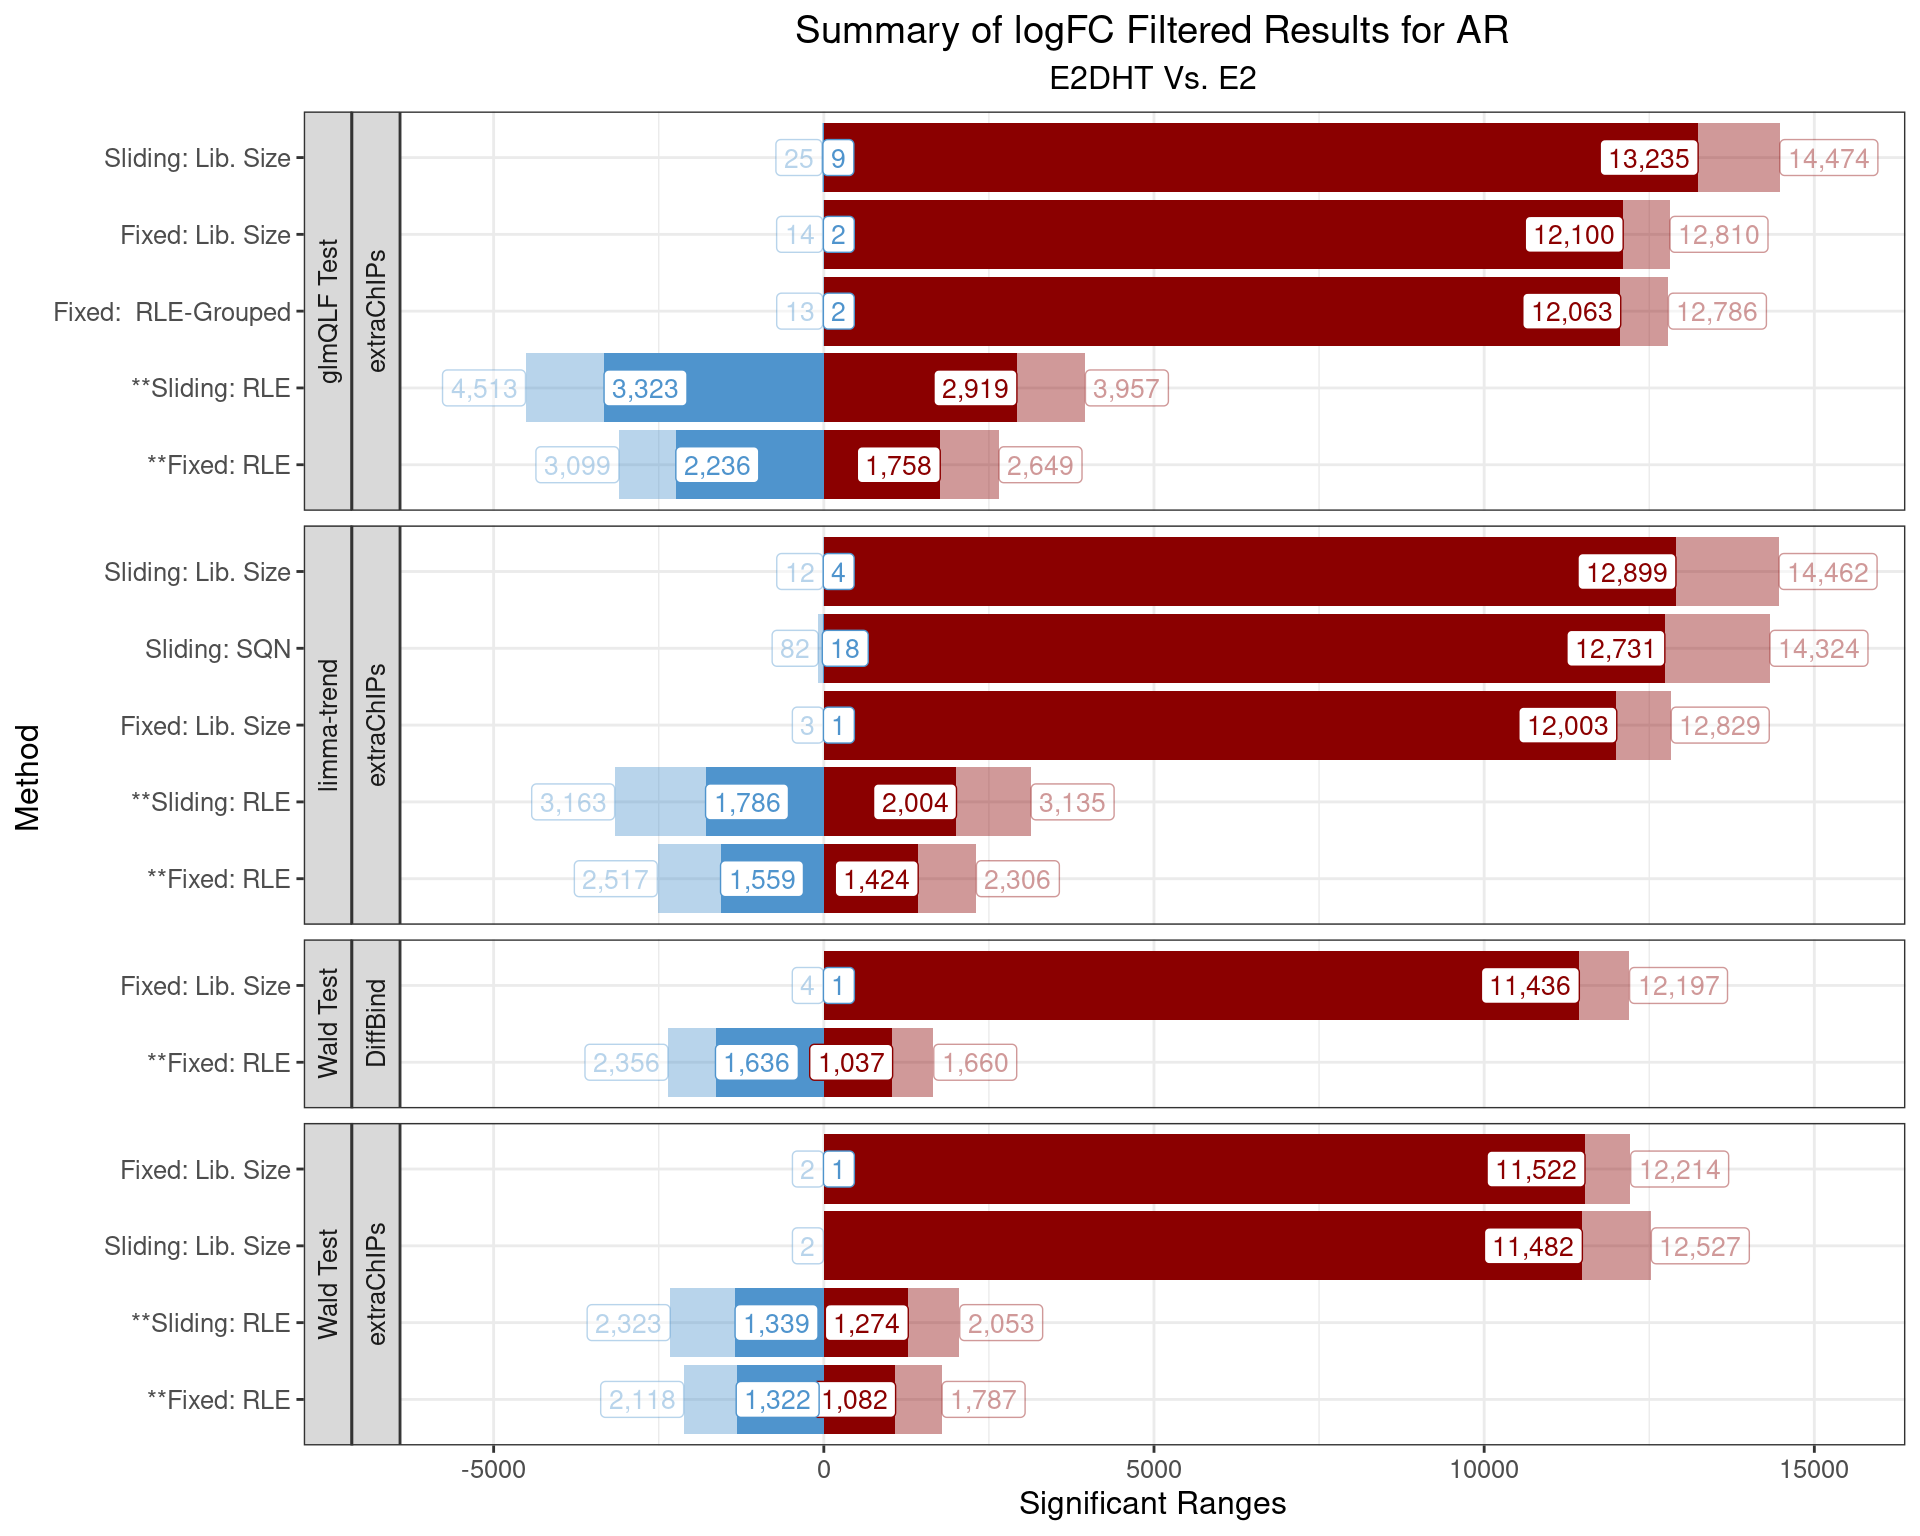 Summary of logFC Filtered Results for AR
E2DHT Vs. E2
Method
glmQLF Test
extraChIPs
Sliding: Lib. Size 25 9 13,235 14,474
Fixed: Lib. Size 14 2 12,100 12,810
Fixed:  RLE-Grouped 13 2 12,063 12,786
**Sliding: RLE 4,513 3,323 2,919 3,957
**Fixed: RLE 3,099 2,236 1,758 2,649
limma-trend
extraChIPs
Sliding: Lib. Size 12 4 12,899 14,462
Sliding: SQN 82 18 12,731 14,324
Fixed: Lib. Size 3 1 12,003 12,829
**Sliding: RLE 3,163 1,786 2,004 3,135
**Fixed: RLE 2,517 1,559 1,424 2,306
Wald Test
DiffBind
Fixed: Lib. Size 4 1 11,436 12,197
**Fixed: RLE 2,356 1,636 1,037 1,660
Wald Test
extraChIPs
Fixed: Lib. Size 2 1 11,522 12,214
Sliding: Lib. Size 2 11,482 12,527
**Sliding: RLE 2,323 1,339 1,274 2,053
**Fixed: RLE 2,118 1,322 1,082 1,787
-5000 0 5000 10000 15000
Significant Ranges